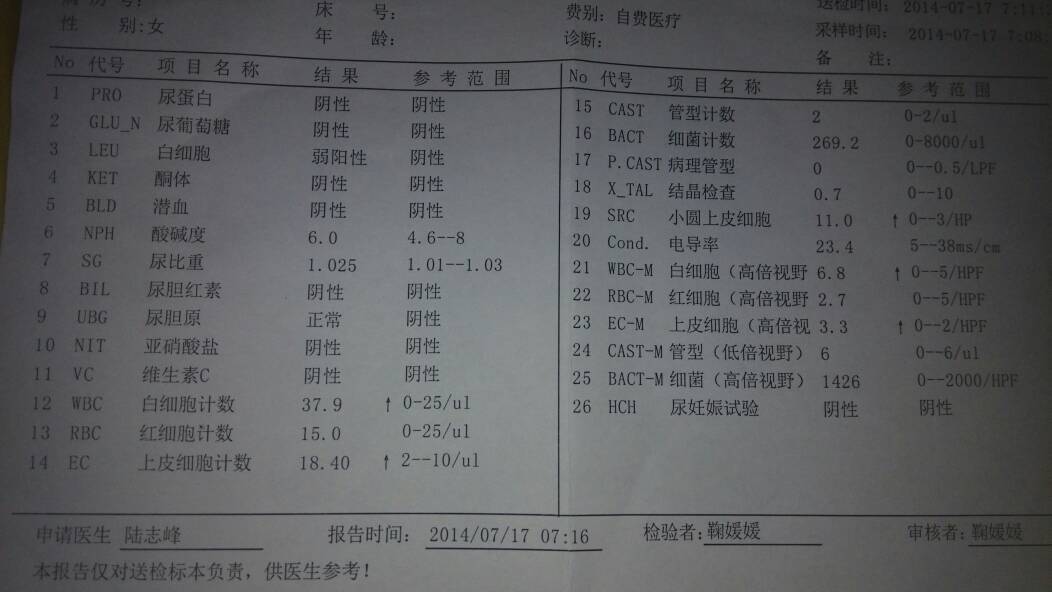 病 历 号:
床 号:
费别: 自费医疗
送检时间: 2014-07-17 7:11:
性 别:女
年 龄:
诊断:
采样时间: 2014-07-17 7:08:
备 注:
No 代号 项 目 名 称 结 果 参 考 范 围
1 PRO 尿蛋白 阴性 阴性
2 GLU_N 尿葡萄糖 阴性 阴性
3 LEU 白细胞 弱阳性 阴性
4 KET 酮体 阴性 阴性
5 BLD 潜血 阴性 阴性
6 NPH 酸碱度 6.0 4.6--8
7 SG 尿比重 1.025 1.01--1.03
8 BIL 尿胆红素 阴性 阴性
9 UBG 尿胆原 正常 阴性
10 NIT 亚硝酸盐 阴性 阴性
11 VC 维生素C 阴性 阴性
12 WBC 白细胞计数 37.9 ↑ 0-25/ul
13 RBC 红细胞计数 15.0 0-25/ul
14 EC 上皮细胞计数 18.40 ↑ 2--10/ul
No 代号 项 目 名 称 结 果 参 考 范 围
15 CAST 管型计数 2 0-2/ul
16 BACT 细菌计数 269.2 0-8000/ul
17 P.CAST 病理管型 0 0--0.5/LPF
18 X_TAL 结晶检查 0.7 0--10
19 SRC 小圆上皮细胞 11.0 ↑ 0--3/HP
20 Cond. 电导率 23.4 5--38ms/cm
21 WBC-M 白细胞（高倍视野 6.8 ↑ 0--5/HPF
22 RBC-M 红细胞（高倍视野 2.7 0--5/HPF
23 EC-M 上皮细胞（高倍视 3.3 ↑ 0--2/HPF
24 CAST-M 管型（低倍视野） 6 0--6/ul
25 BACT-M 细菌（高倍视野） 1426 0--2000/HPF
26 HCH 尿妊娠试验 阴性 阴性
申请医生 陆志峰 报告时间: 2014/07/17 07:16 检验者:鞠媛媛 审核者:鞠媛媛
本报告仅对送检标本负责，供医生参考！